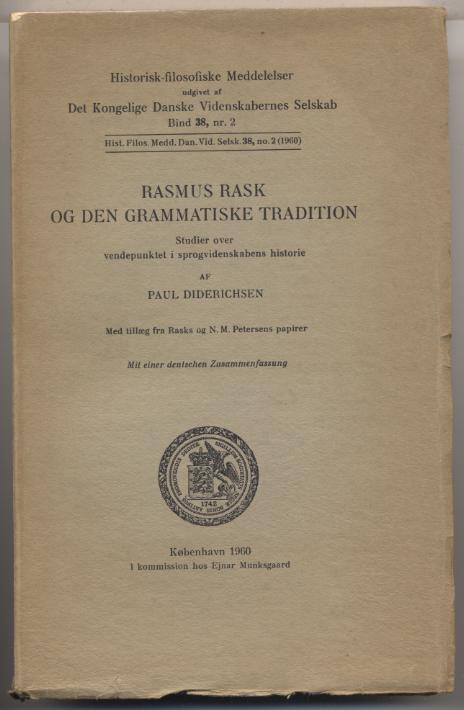 Historisk-filosofiske Meddelelser
udgivet af
Det Kongelige Danske Videnskabernes Selskab
Bind 38, nr. 2
Hist. Filos. Medd. Dan. Vid. Selsk. 38, no. 2 (1960)
RASMUS RASK
OG DEN GRAMMATISKE TRADITION
Studier over
vendepunktet i sprogvidenskabens historie
AF
PAUL DIDERICHSEN
Med tillæg fra Rasks og N. M. Petersens papirer
Mit einer deutschen Zusammenfassung
1742
København 1960
I kommission hos Ejnar Munksgaard